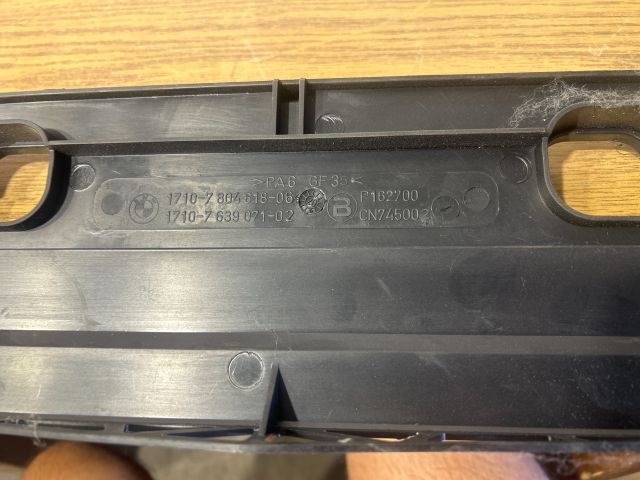 >PA6 GF35<
1710-7 804 618-06 B P162700
1710-7 639 071-02 CN745002